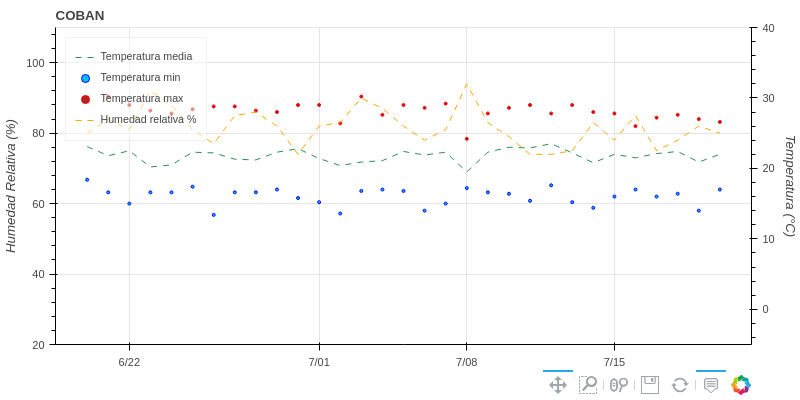 COBAN
Temperatura media
Temperatura min
Temperatura max
Humedad relativa %
Humedad Relativa (%)
100
80
60
40
20
Temperatura (°C)
40
30
20
10
0
6/22
7/01
7/08
7/15